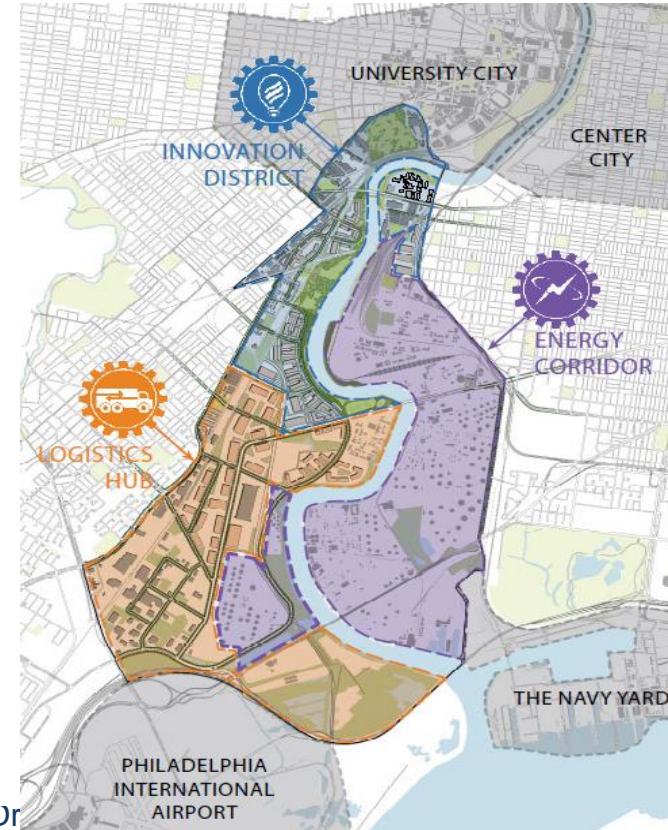 UNIVERSITY CITY
CENTER
CITY
INNOVATION
DISTRICT
ENERGY
CORRIDOR
LOGISTICS
HUB
THE NAVY YARD
PHILADELPHIA
INTERNATIONAL
AIRPORT